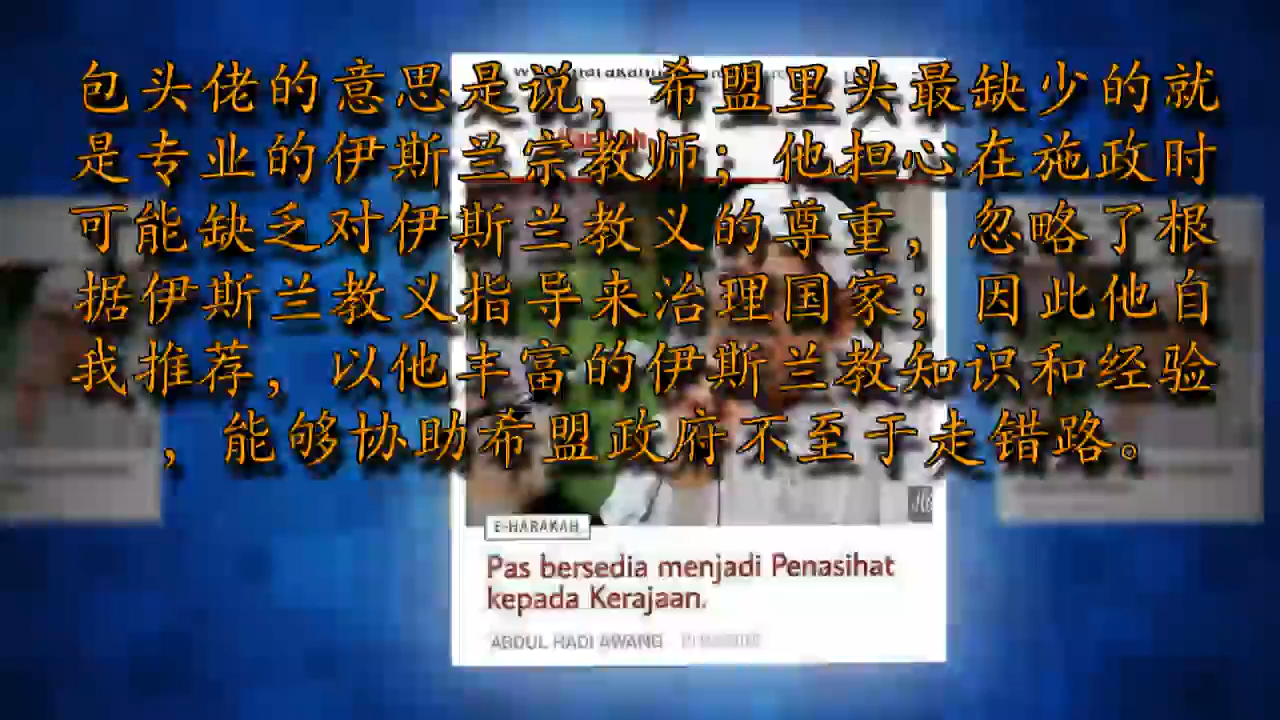 包头佬的意思是说，希盟里头最缺少的就
是专业的伊斯兰宗教师；他担心在施政时
可能缺乏对伊斯兰教义的尊重，忽略了根
据伊斯兰教义指导来治理国家；因此他自
我推荐，以他丰富的伊斯兰教知识和经验
，能够协助希盟政府不至于走错路。
E-HARAKAH
Pas bersedia menjadi Penasihat
kepada Kerajaan.
ABDUL HADI AWANG